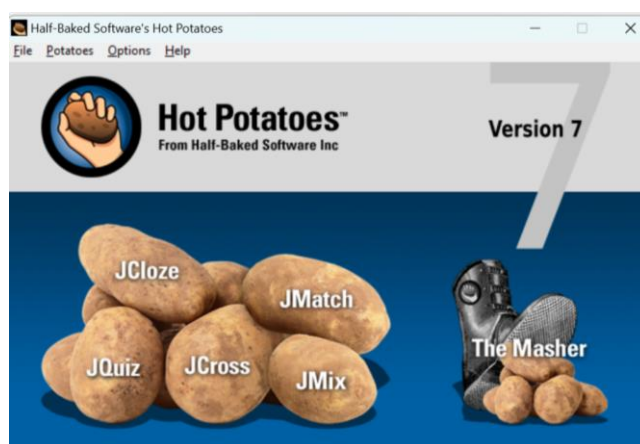 Half-Baked Software's Hot Potatoes
File Potatoes Options Help
Hot Potatoes™
From Half-Baked Software Inc
Version 7
7
JCloze
JMatch
JQuiz
JCross
JMix
The Masher